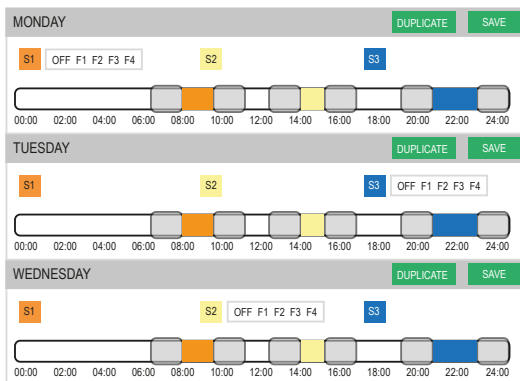 MONDAY DUPLICATE SAVE
S1 OFF F1 F2 F3 F4 S2 S3
00:00 02:00 04:00 06:00 08:00 10:00 12:00 14:00 16:00 18:00 20:00 22:00 24:00
TUESDAY DUPLICATE SAVE
S1 S2 S3 OFF F1 F2 F3 F4
00:00 02:00 04:00 06:00 08:00 10:00 12:00 14:00 16:00 18:00 20:00 22:00 24:00
WEDNESDAY DUPLICATE SAVE
S1 S2 OFF F1 F2 F3 F4 S3
00:00 02:00 04:00 06:00 08:00 10:00 12:00 14:00 16:00 18:00 20:00 22:00 24:00